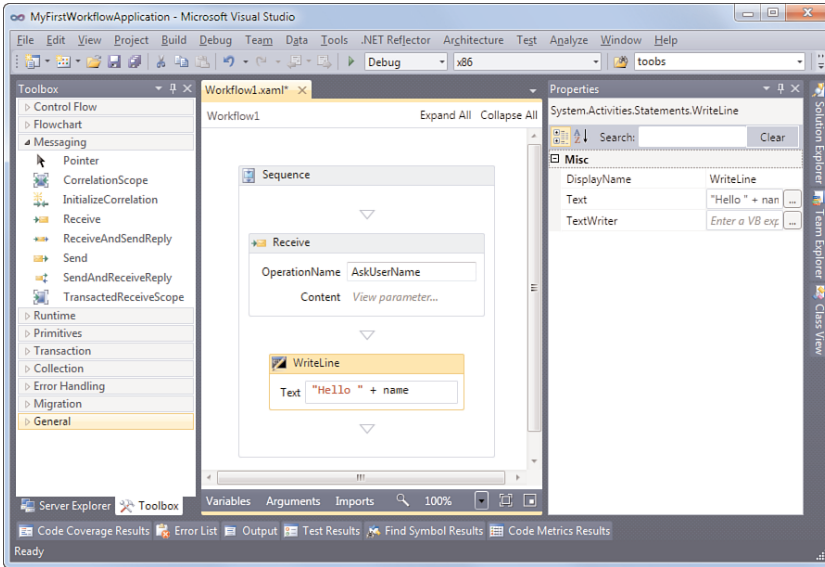 MyFirstWorkflowApplication - Microsoft Visual Studio
File Edit View Project Build Debug Team Data Tools .NET Reflector Architecture Test Analyze Window Help
Debug x86 toobs
Toolbox
Control Flow
Flowchart
Messaging
Pointer
CorrelationScope
InitializeCorrelation
Receive
ReceiveAndSendReply
Send
SendAndReceiveReply
TransactedReceiveScope
Runtime
Primitives
Transaction
Collection
Error Handling
Migration
General
Server Explorer Toolbox
Workflow1.xaml*
Workflow1 Expand All Collapse All
Sequence
Receive
OperationName AskUserName
Content View parameter...
WriteLine
Text "Hello " + name
Variables Arguments Imports 100%
Properties
System.Activities.Statements.WriteLine
Search: Clear
Misc
DisplayName WriteLine
Text "Hello " + nan ...
TextWriter Enter a VB exp ...
Solution Explorer
Team Explorer
Class View
Code Coverage Results Error List Output Test Results Find Symbol Results Code Metrics Results
Ready